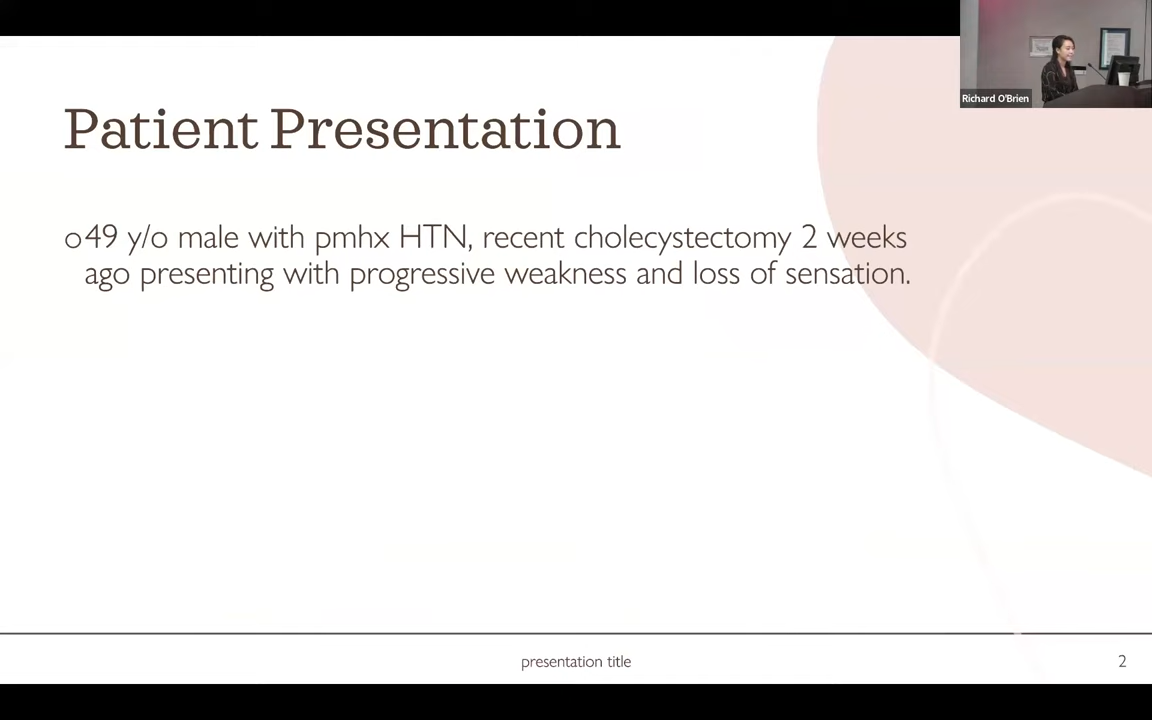 Patient Presentation
Richard O'Brien
o49 y/o male with pmhx HTN, recent cholecystectomy 2 weeks
ago presenting with progressive weakness and loss of sensation.
presentation title
2